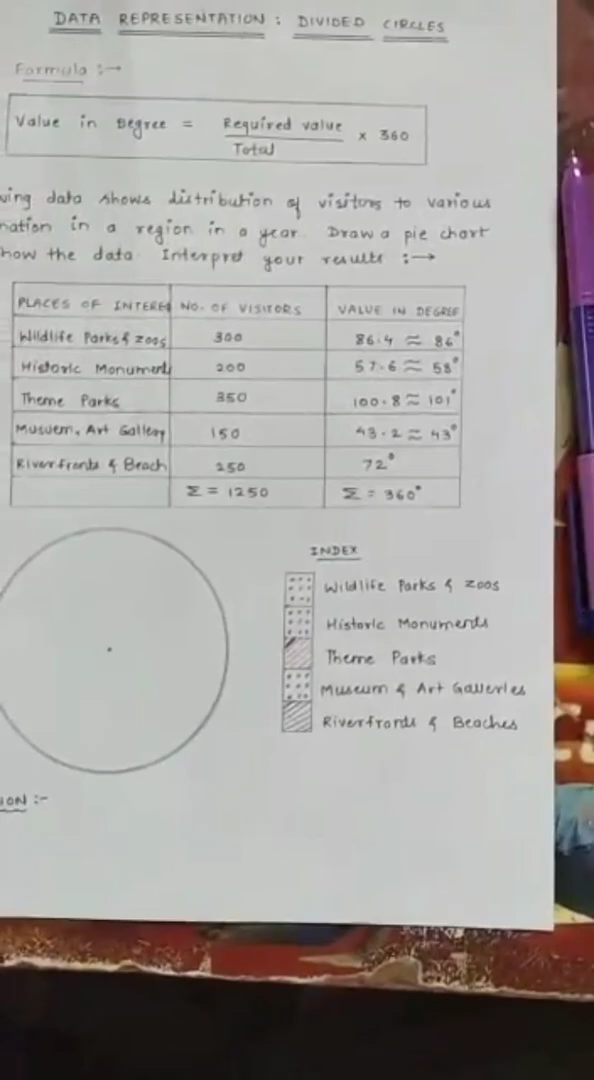 DATA REPRESENTATION : DIVIDED CIRCLES
Formula :→
Value in Degree = Required value / Total × 360
ving data shows distribution of visitors to various
nation in a region in a year. Draw a pie chart
how the data. Interpret your results :→
PLACES OF INTERES NO. OF VISITORS VALUE IN DEGREE
Wildlife Parks & Zoos 300 86.4 ≈ 86°
Historic Monument 200 57.6 ≈ 58°
Theme Parks 350 100.8 ≈ 101°
Musuem, Art Gallery 150 43.2 ≈ 43°
Riverfronts & Beach 250 72°
Σ = 1250 Σ = 360°
INDEX
Wildlife Parks & Zoos
Historic Monuments
Theme Parks
Museum & Art Galleries
Riverfronts & Beaches
ION :-